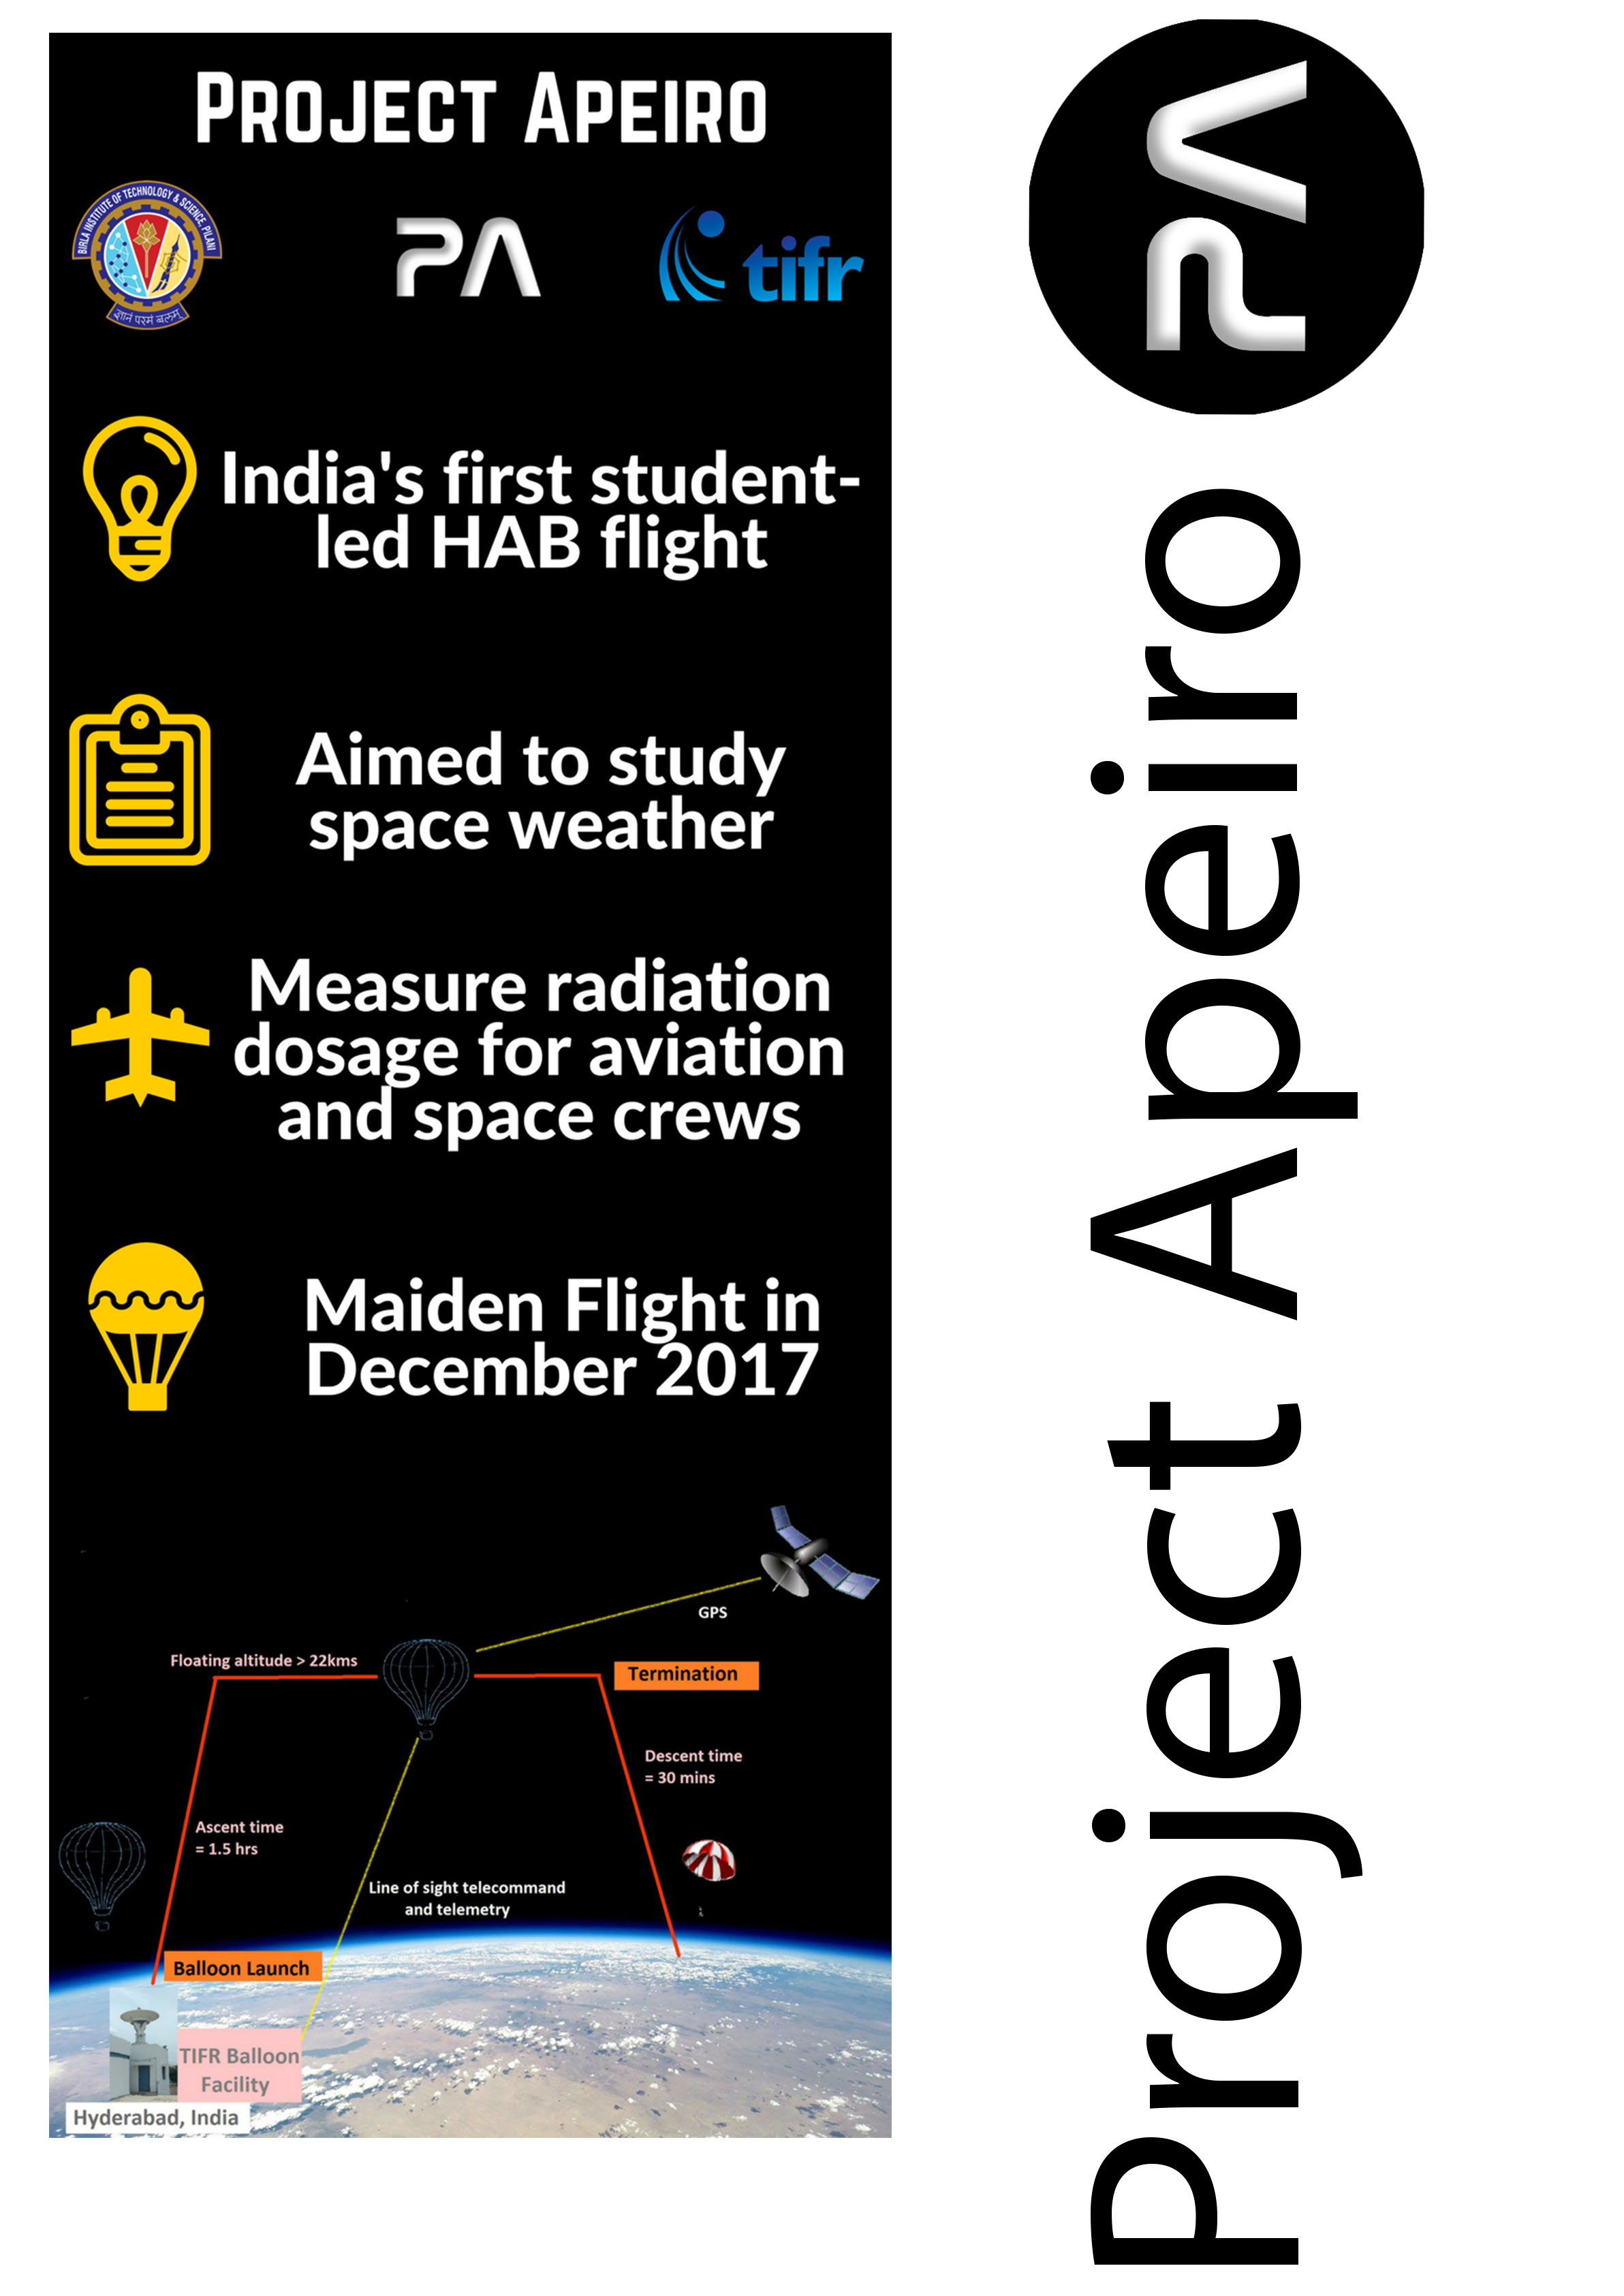 PROJECT APEIRO
BIRLA INSTITUTE OF TECHNOLOGY & SCIENCE, PILANI
ज्ञानं परमं बलम्
PA
tifr
India's first student-
led HAB flight
Aimed to study
space weather
Measure radiation
dosage for aviation
and space crews
Maiden Flight in
December 2017
GPS
Floating altitude > 22kms
Termination
Descent time
= 30 mins
Ascent time
= 1.5 hrs
Line of sight telecommand
and telemetry
Balloon Launch
TIFR Balloon
Facility
Hyderabad, India
Project Apeiro
PA